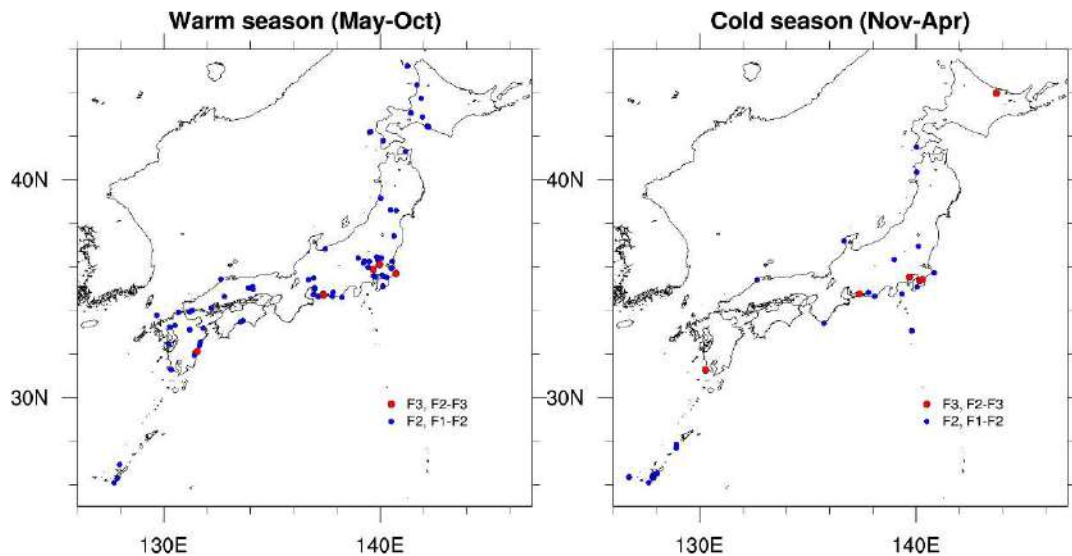 Warm season (May-Oct)
Cold season (Nov-Apr)
40N
40N
30N
30N
F3, F2-F3
F2, F1-F2
F3, F2-F3
F2, F1-F2
130E
140E
130E
140E